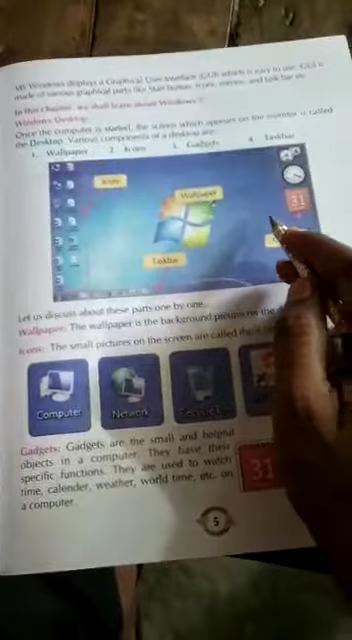 MS Windows displays a Graphical User Interface (GUI) which is easy to use. GUI is
made of various graphical parts like Start button, icons, menus, and task bar etc.
In this Chapter, we shall learn about Windows 7.
Windows Desktop
Once the computer is started, the screen which appears on the monitor is called
the Desktop. Various components of a desktop are:
1. Wallpaper 2. Icons 3. Gadgets 4. Taskbar
Icons
Wallpaper
31
Taskbar
Let us discuss about these parts one by one.
Wallpaper: The wallpaper is the background picture on the
Icons: The small pictures on the screen are called the
Computer
Network
Recycle Bin
Gadgets: Gadgets are the small and helpful
objects in a computer. They have their
specific functions. They are used to watch
time, calender, weather, world time, etc. on
a computer.
31
5